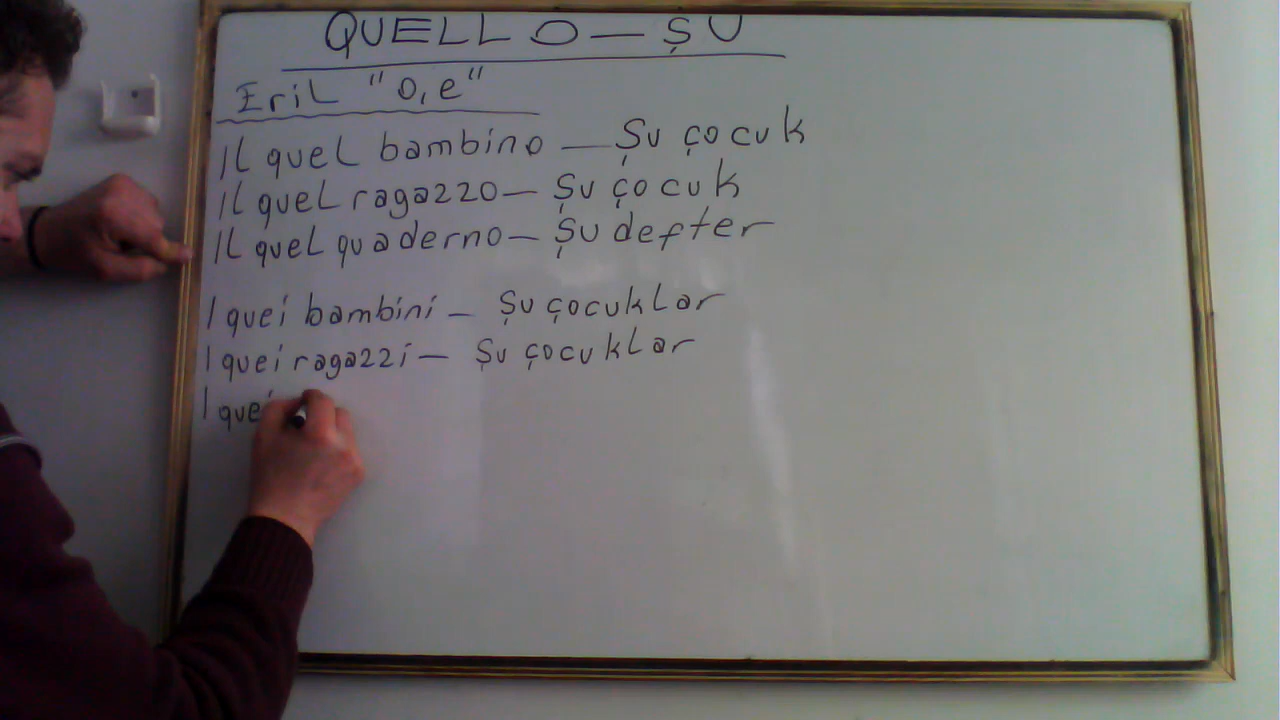 QUELLO — ŞU
Eril "o,e"
Il quel bambino — Şu çocuk
Il quel ragazzo — Şu çocuk
Il quel quaderno — Şu defter
I quei bambini — Şu çocuklar
I quei ragazzi — Şu çocuklar
I quei